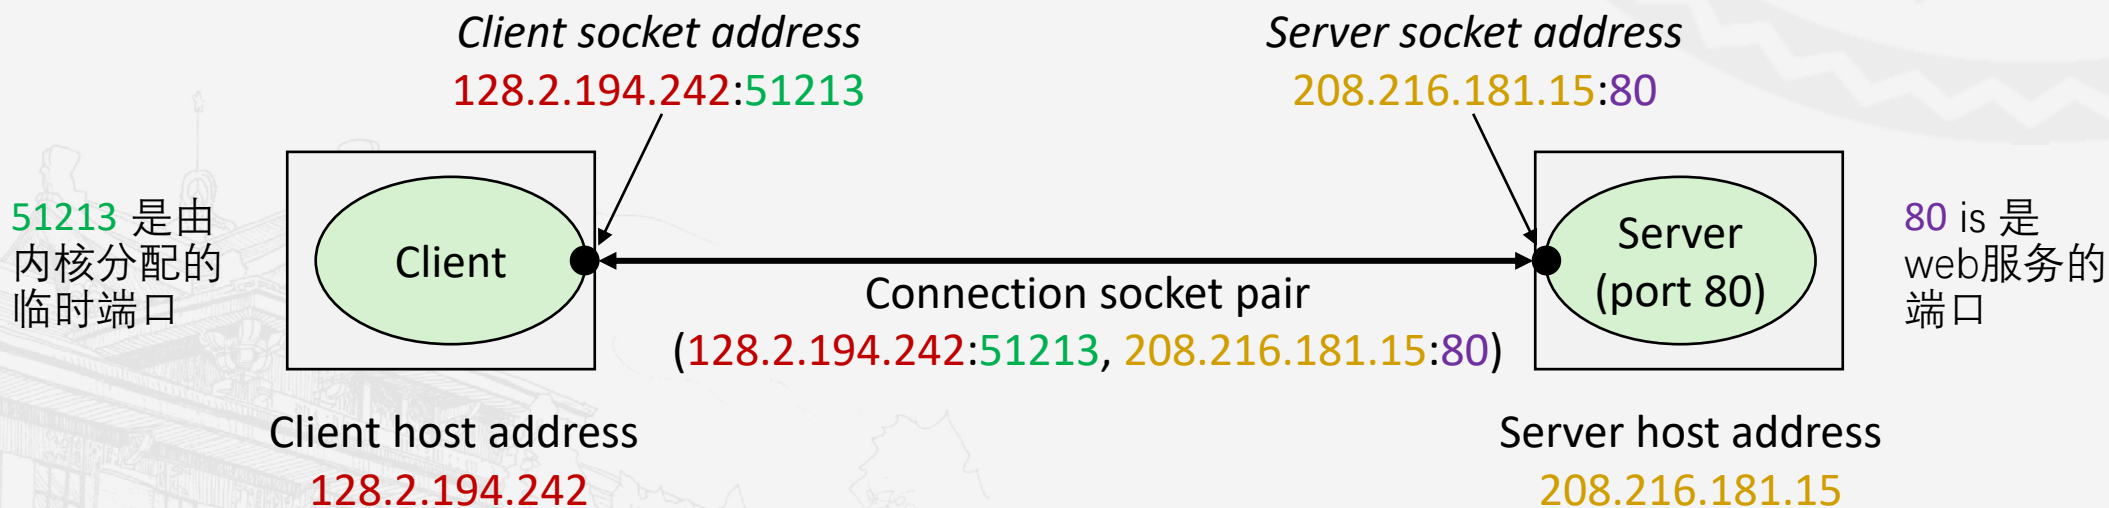 Client socket address
128.2.194.242:51213
Server socket address
208.216.181.15:80
51213 是由
内核分配的
临时端口
Client
Connection socket pair
(128.2.194.242:51213, 208.216.181.15:80)
Server
(port 80)
80 is 是
web服务的
端口
Client host address
128.2.194.242
Server host address
208.216.181.15